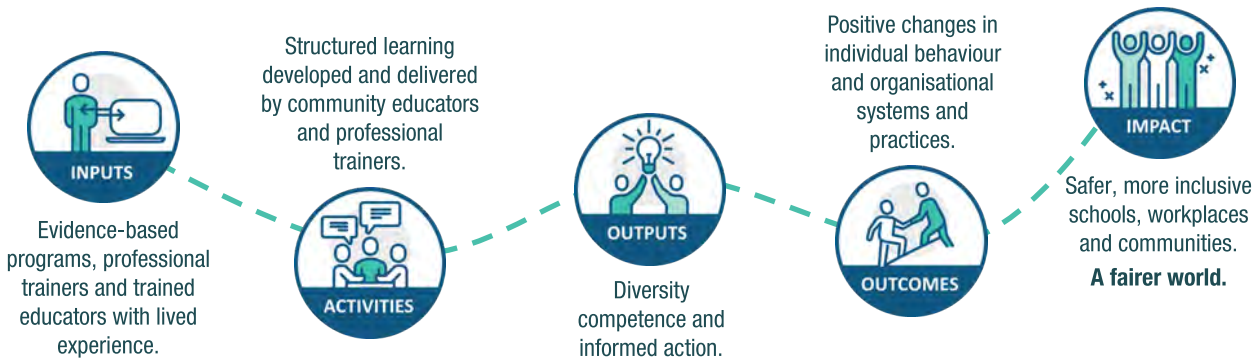 INPUTS
Evidence-based
programs, professional
trainers and trained
educators with lived
experience.
Structured learning
developed and delivered
by community educators
and professional
trainers.
ACTIVITIES
OUTPUTS
Diversity
competence and
informed action.
Positive changes in
individual behaviour
and organisational
systems and
practices.
OUTCOMES
IMPACT
Safer, more inclusive
schools, workplaces
and communities.
A fairer world.